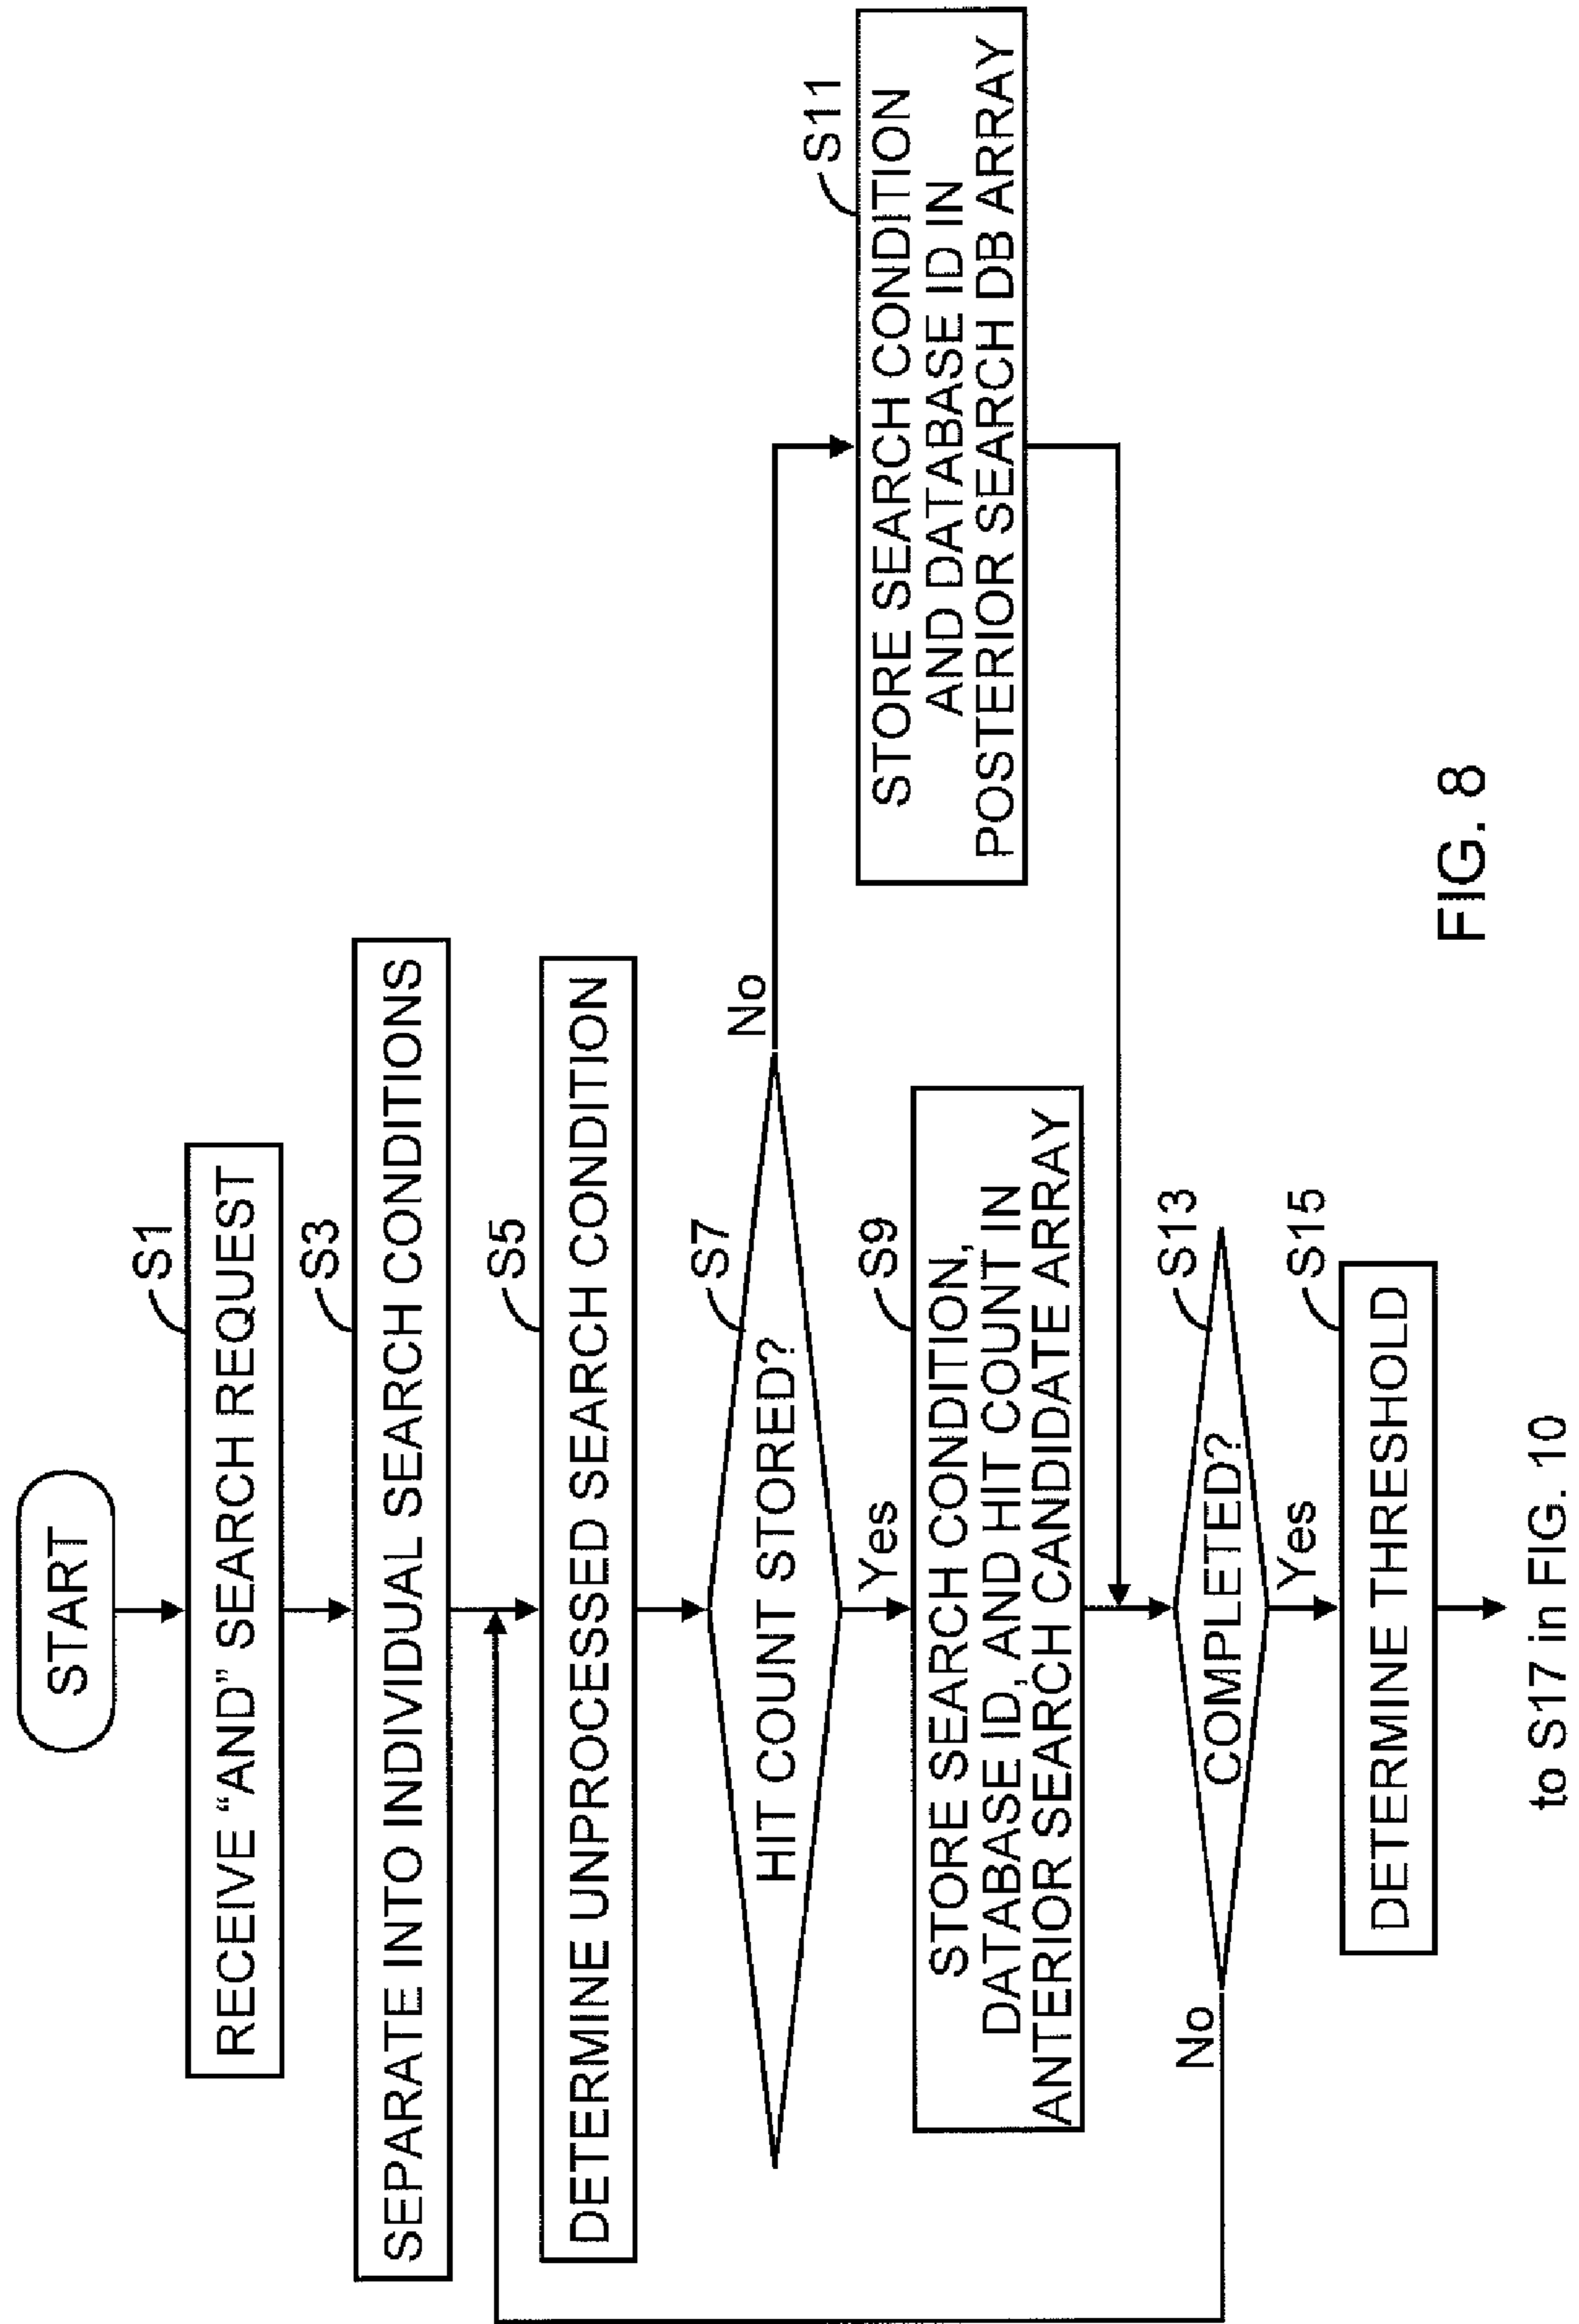 START
S1
RECEIVE “AND” SEARCH REQUEST
S3
SEPARATE INTO INDIVIDUAL SEARCH CONDITIONS
S5
DETERMINE UNPROCESSED SEARCH CONDITION
S7
HIT COUNT STORED?
No
Yes
S9
STORE SEARCH CONDITION,
DATABASE ID, AND HIT COUNT IN
ANTERIOR SEARCH CANDIDATE ARRAY
S11
STORE SEARCH CONDITION
AND DATABASE ID IN
POSTERIOR SEARCH DB ARRAY
S13
COMPLETED?
No
Yes
S15
DETERMINE THRESHOLD
to S17 in FIG. 10
FIG. 8